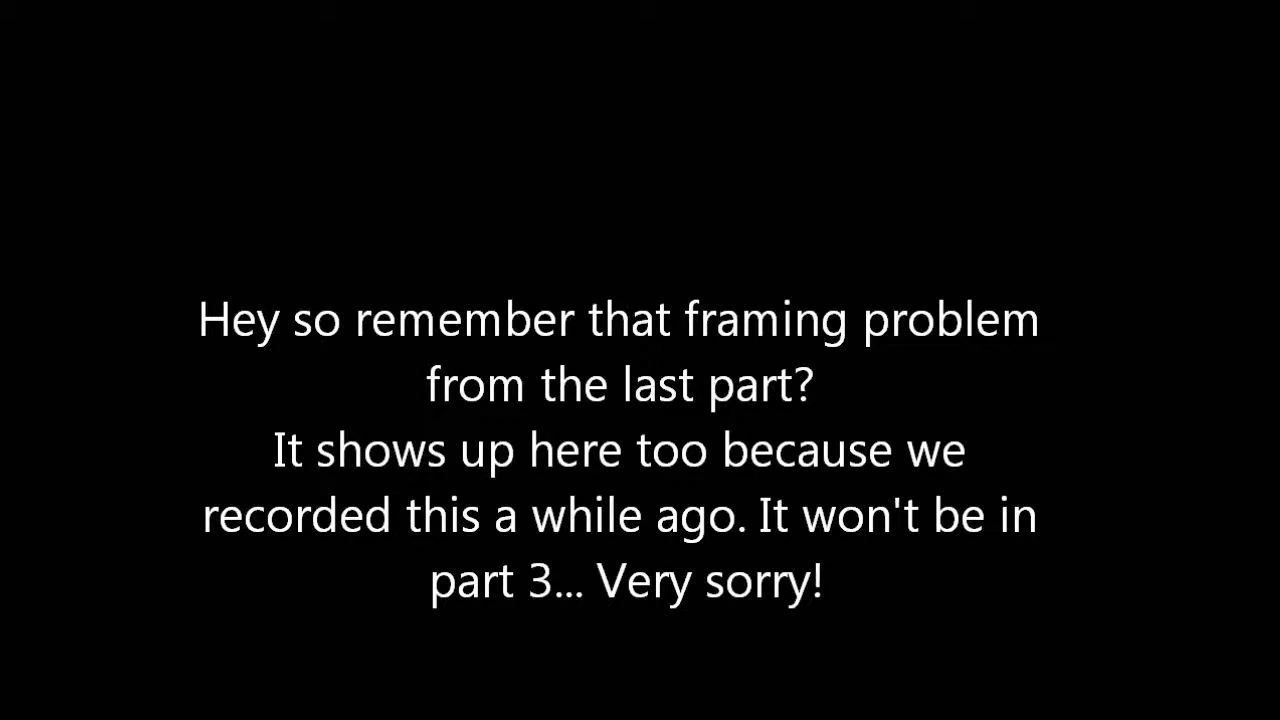 Hey so remember that framing problem
from the last part?
It shows up here too because we
recorded this a while ago. It won't be in
part 3... Very sorry!